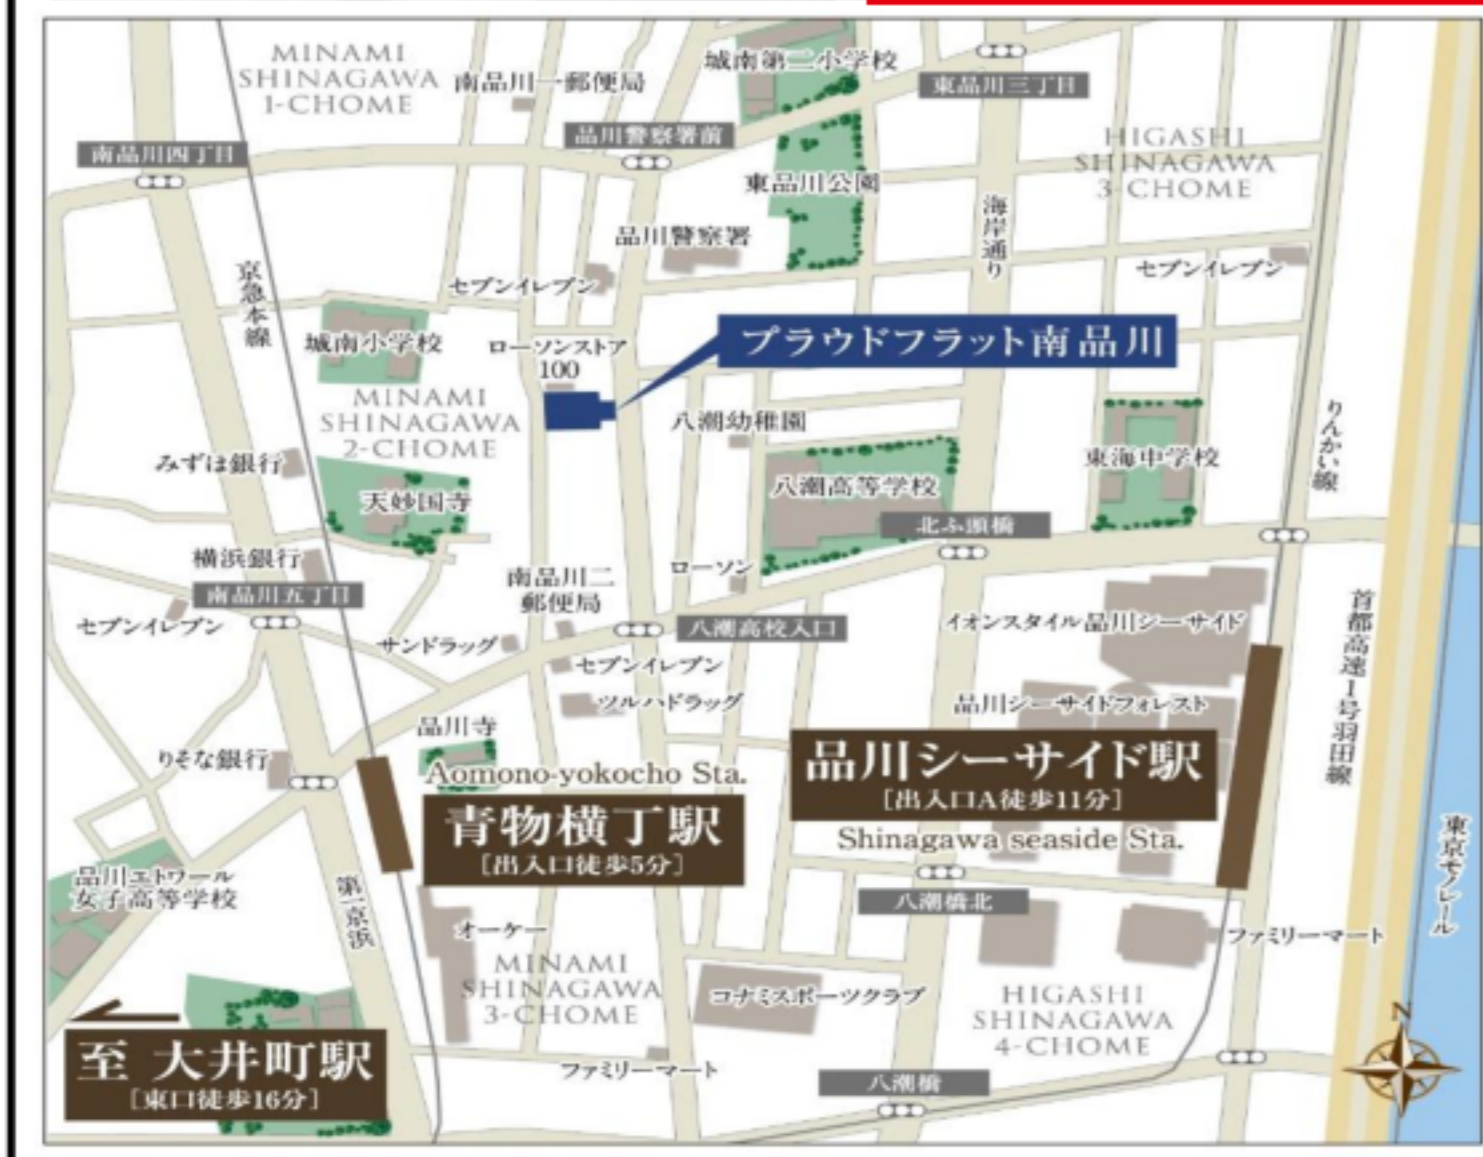 MINAMI
SHINAGAWA
1-CHOME
南品川一郵便局
城南第二小学校
東品川三丁目
品川警察署前
南品川四丁目
HIGASHI
SHINAGAWA
3-CHOME
東品川公園
海岸通り
品川警察署
セブンイレブン
セブンイレブン
京急本線
城南小学校
ローソンストア
100
プラウドフラット南品川
MINAMI
SHINAGAWA
2-CHOME
八潮幼稚園
りんかい線
みずほ銀行
天妙国寺
八潮高等学校
東海中学校
北ふ頭橋
横浜銀行
南品川五丁目
セブンイレブン
南品川二
郵便局
ローソン
サンドラッグ
八潮高校入口
イオンスタイル品川シーサイド
首都高速1号羽田線
セブンイレブン
ツルハドラッグ
品川シーサイドフォレスト
品川寺
りそな銀行
Aomono-yokocho Sta.
青物横丁駅
[出入口徒歩5分]
品川シーサイド駅
[出入口A徒歩11分]
Shinagawa seaside Sta.
東京モノレール
品川エトワール
女子高等学校
第一京浜
八潮橋北
オーケー
ファミリーマート
MINAMI
SHINAGAWA
3-CHOME
コナミスポーツクラブ
HIGASHI
SHINAGAWA
4-CHOME
N
至 大井町駅
[東口徒歩16分]
ファミリーマート
八潮橋